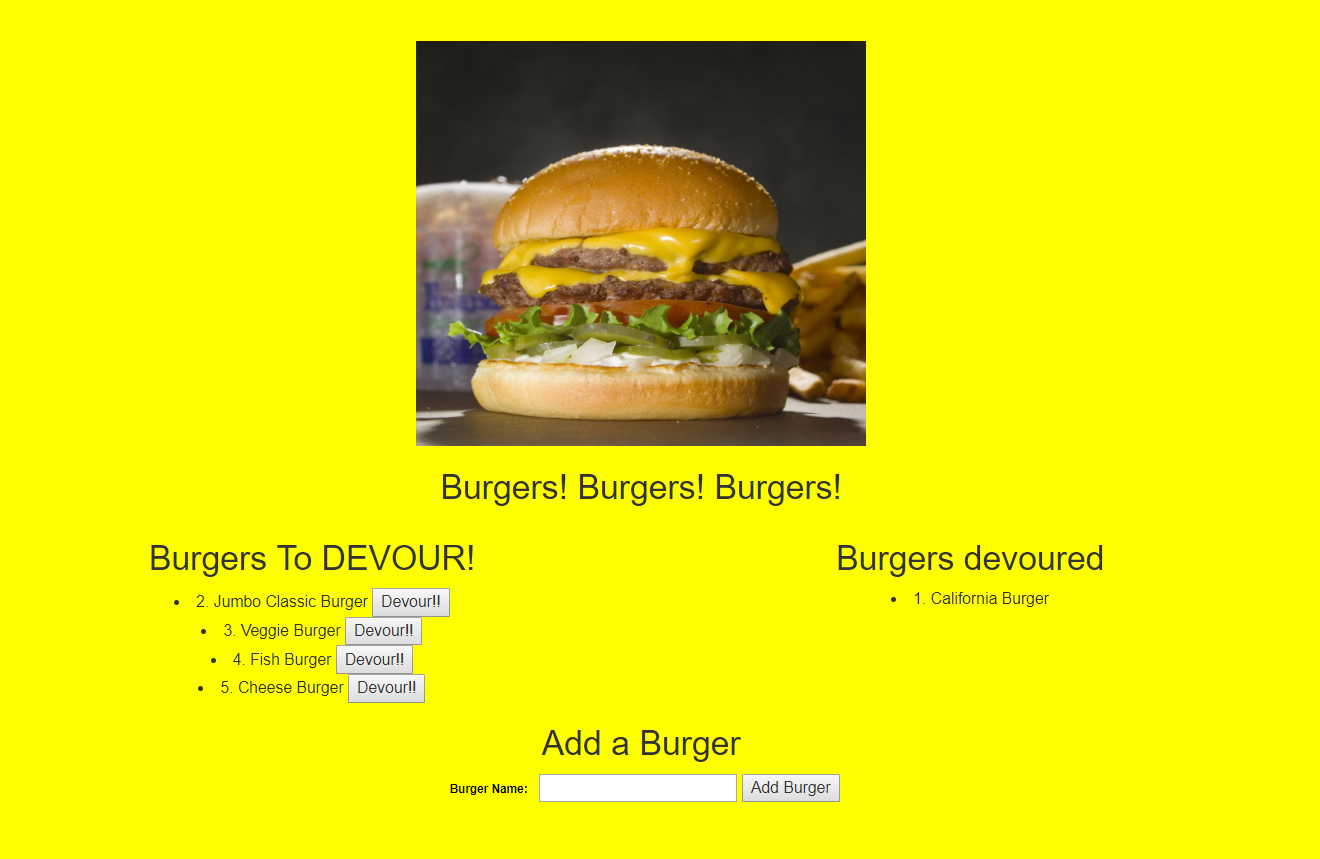 Burgers! Burgers! Burgers!
Burgers To DEVOUR!
2. Jumbo Classic Burger Devour!!
3. Veggie Burger Devour!!
4. Fish Burger Devour!!
5. Cheese Burger Devour!!
Burgers devoured
1. California Burger
Add a Burger
Burger Name: Add Burger